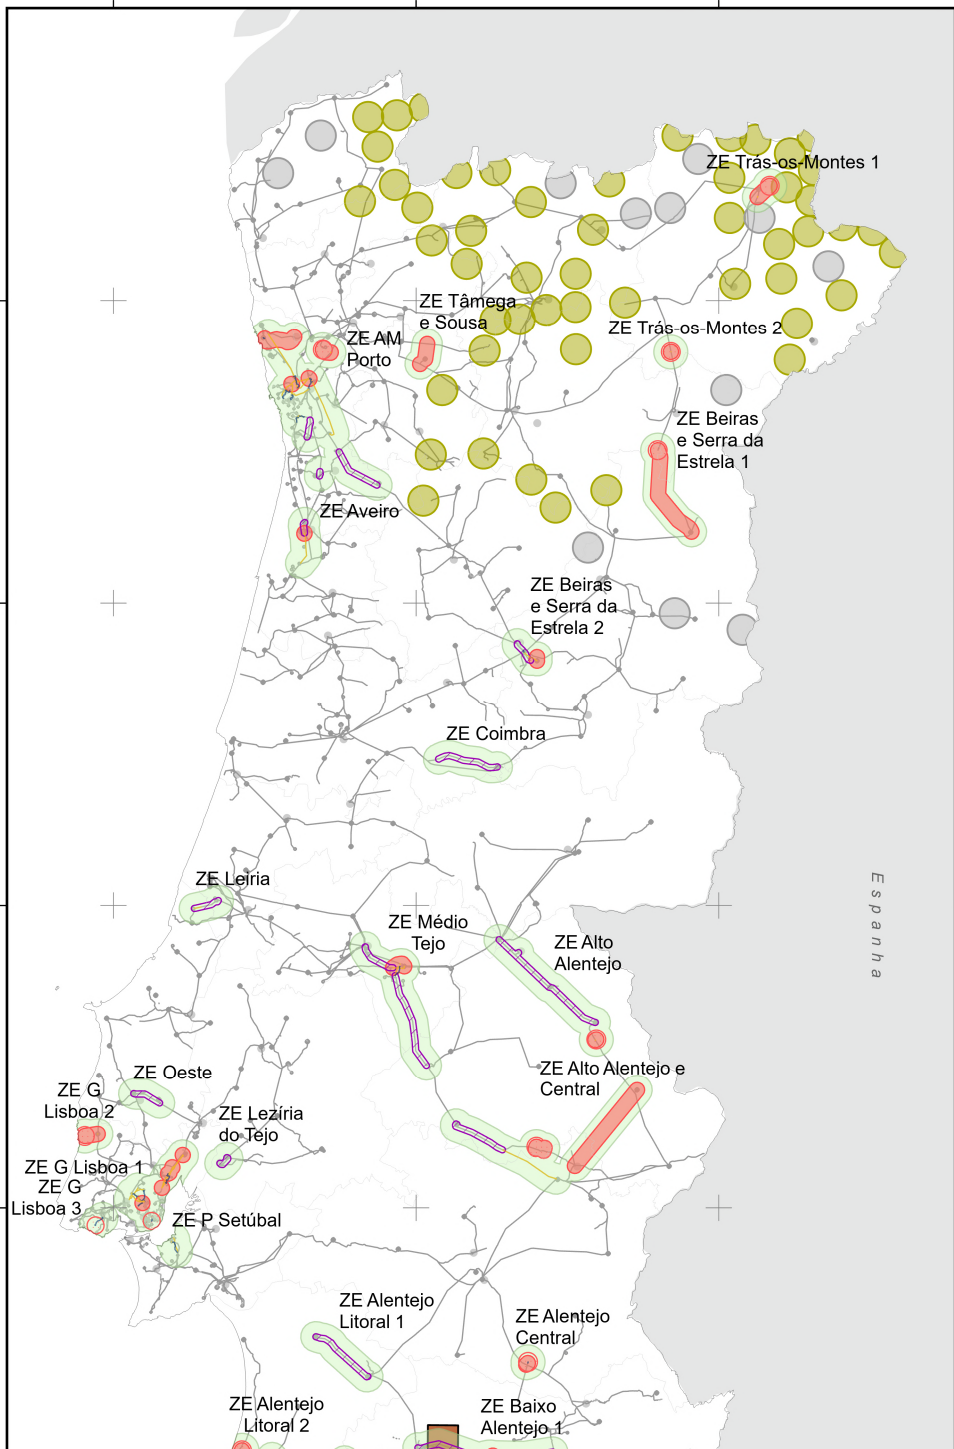 ZE Trás-os-Montes 1
ZE Tâmega
e Sousa
ZE Trás-os-Montes 2
ZE AM
Porto
ZE Beiras
e Serra da
Estrela 1
ZE Aveiro
ZE Beiras
e Serra da
Estrela 2
ZE Coimbra
ZE Leiria
Espanha
ZE Médio
Tejo
ZE Alto
Alentejo
ZE Alto Alentejo e
Central
ZE Oeste
ZE G
Lisboa 2
ZE Lezíria
do Tejo
ZE G Lisboa 1
ZE G
Lisboa 3
ZE P Setúbal
ZE Alentejo
Litoral 1
ZE Alentejo
Central
ZE Alentejo
Litoral 2
ZE Baixo
Alentejo 1